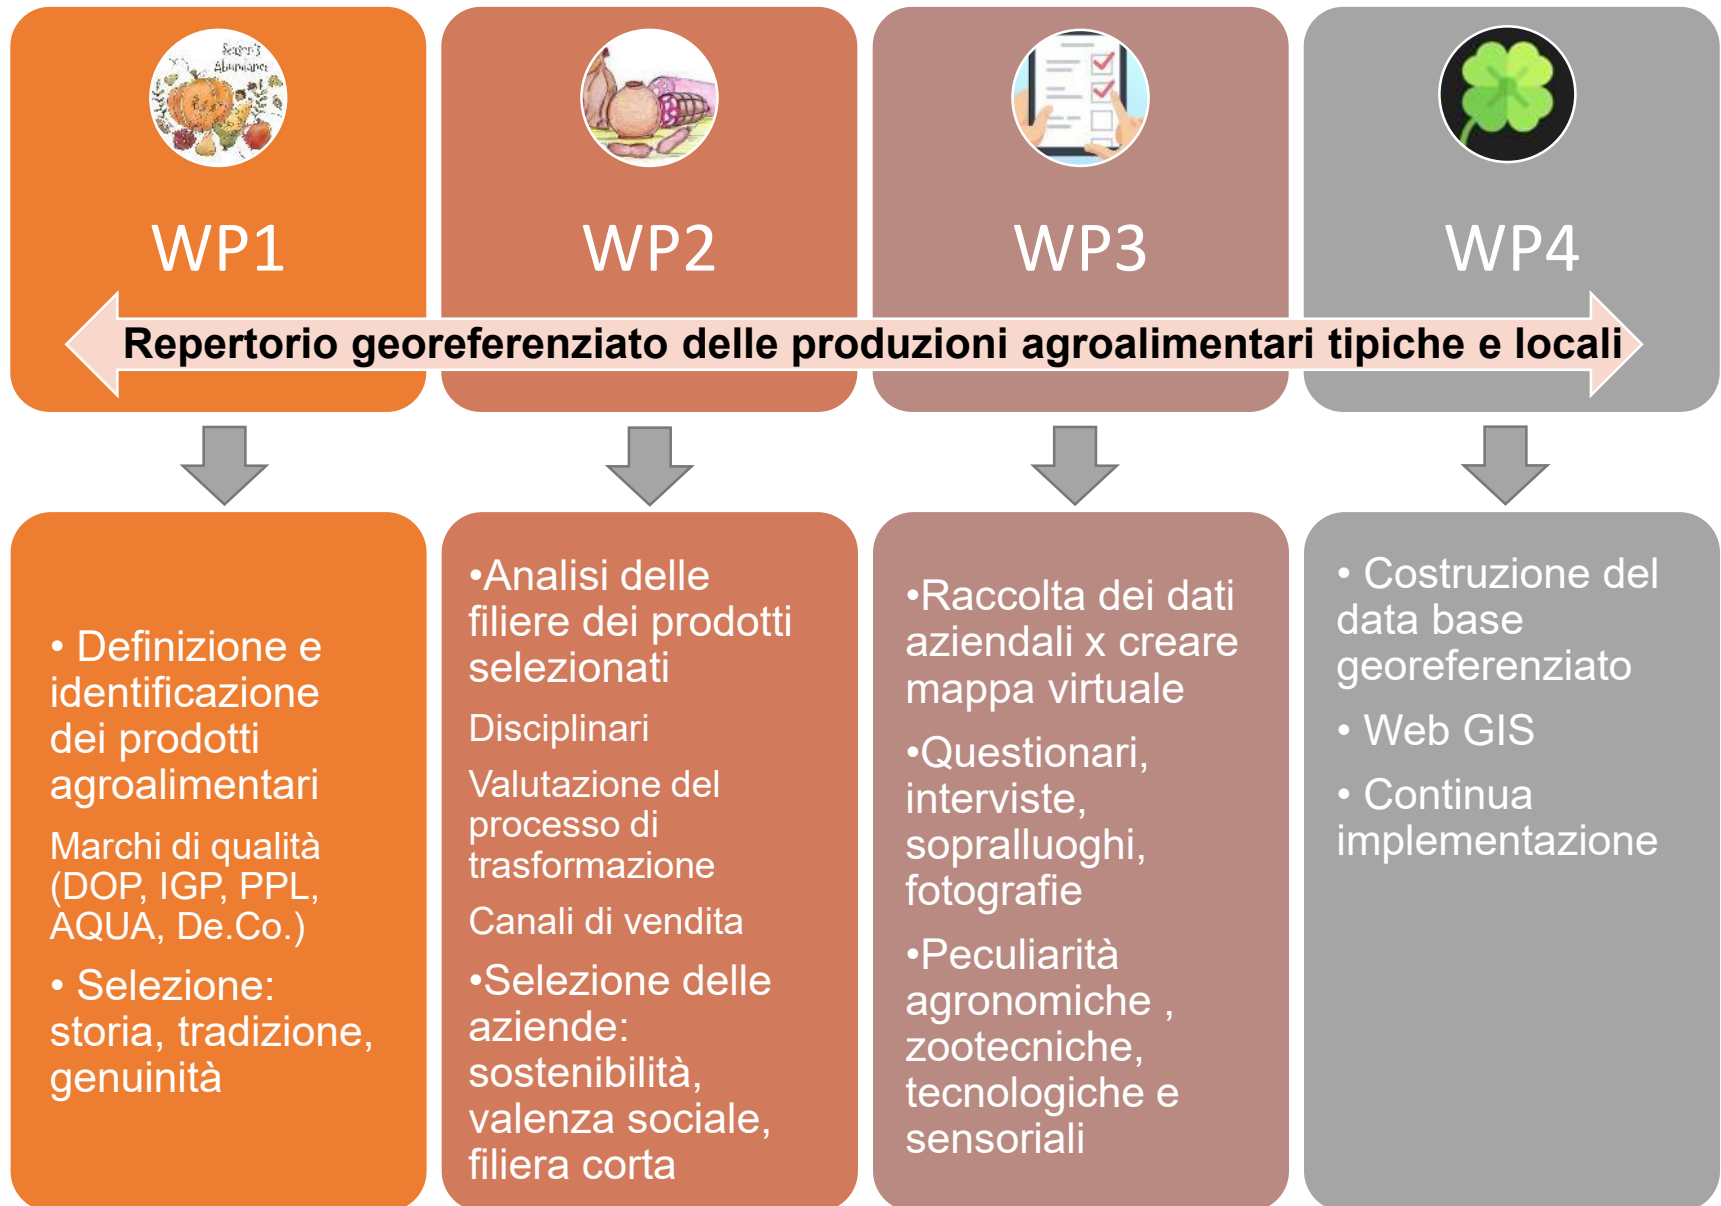 Season's
Abundance
WP1
WP2
WP3
WP4
Repertorio georeferenziato delle produzioni agroalimentari tipiche e locali
• Definizione e
identificazione
dei prodotti
agroalimentari
Marchi di qualità
(DOP, IGP, PPL,
AQUA, De.Co.)
• Selezione:
storia, tradizione,
genuinità
•Analisi delle
filiere dei prodotti
selezionati
Disciplinari
Valutazione del
processo di
trasformazione
Canali di vendita
•Selezione delle
aziende:
sostenibilità,
valenza sociale,
filiera corta
•Raccolta dei dati
aziendali x creare
mappa virtuale
•Questionari,
interviste,
sopralluoghi,
fotografie
•Peculiarità
agronomiche ,
zootecniche,
tecnologiche e
sensoriali
• Costruzione del
data base
georeferenziato
• Web GIS
• Continua
implementazione